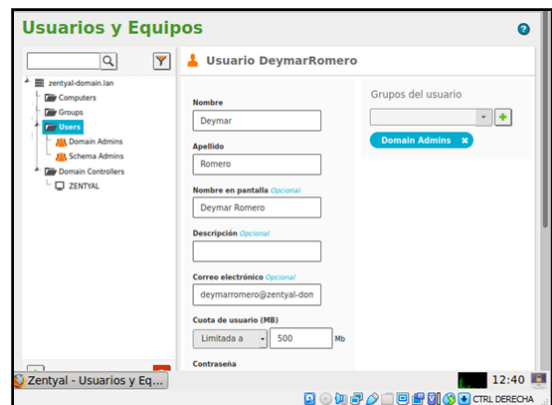 Usuarios y Equipos
zentyal-domain.lan
Computers
Groups
Users
Domain Admins
Schema Admins
Domain Controllers
ZENTYAL
Usuario DeymarRomero
Nombre
Deymar
Apellido
Romero
Nombre en pantalla Opcional
Deymar Romero
Descripción Opcional
Correo electrónico Opcional
deymarromero@zentyal-don
Cuota de usuario (MB)
Limitada a 500 Mb
Contraseña
Grupos del usuario
Domain Admins x
Zentyal - Usuarios y Eq...
12:40
CTRL DERECHA